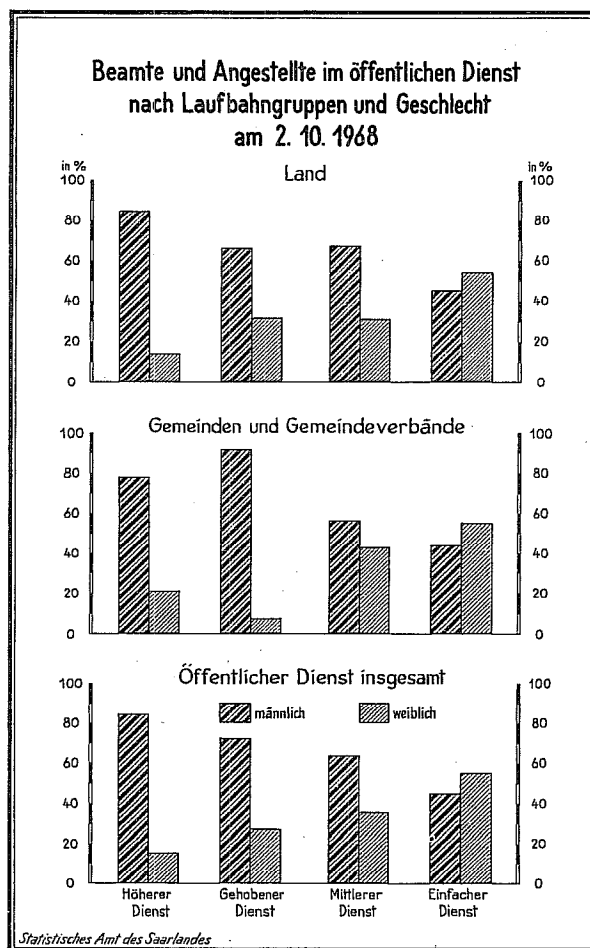 Beamte und Angestellte im öffentlichen Dienst
nach Laufbahngruppen und Geschlecht
am 2. 10. 1968
Land
in %
in %
100
100
80
80
60
60
40
40
20
20
0
0
Gemeinden und Gemeindeverbände
100
100
80
80
60
60
40
40
20
20
0
0
Öffentlicher Dienst insgesamt
100
100
männlich
weiblich
80
80
60
60
40
40
20
20
0
0
Höherer Dienst
Gehobener Dienst
Mittlerer Dienst
Einfacher Dienst
Statistisches Amt des Saarlandes